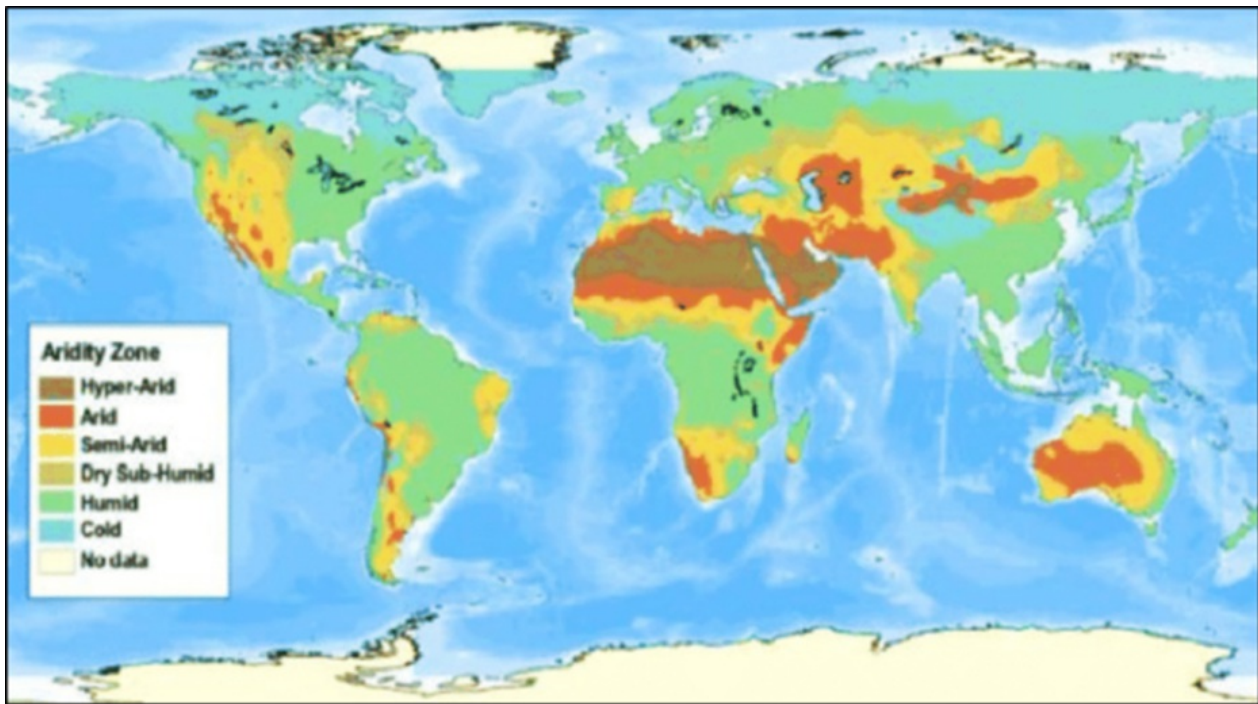 Aridity Zone
Hyper-Arid
Arid
Semi-Arid
Dry Sub-Humid
Humid
Cold
No data